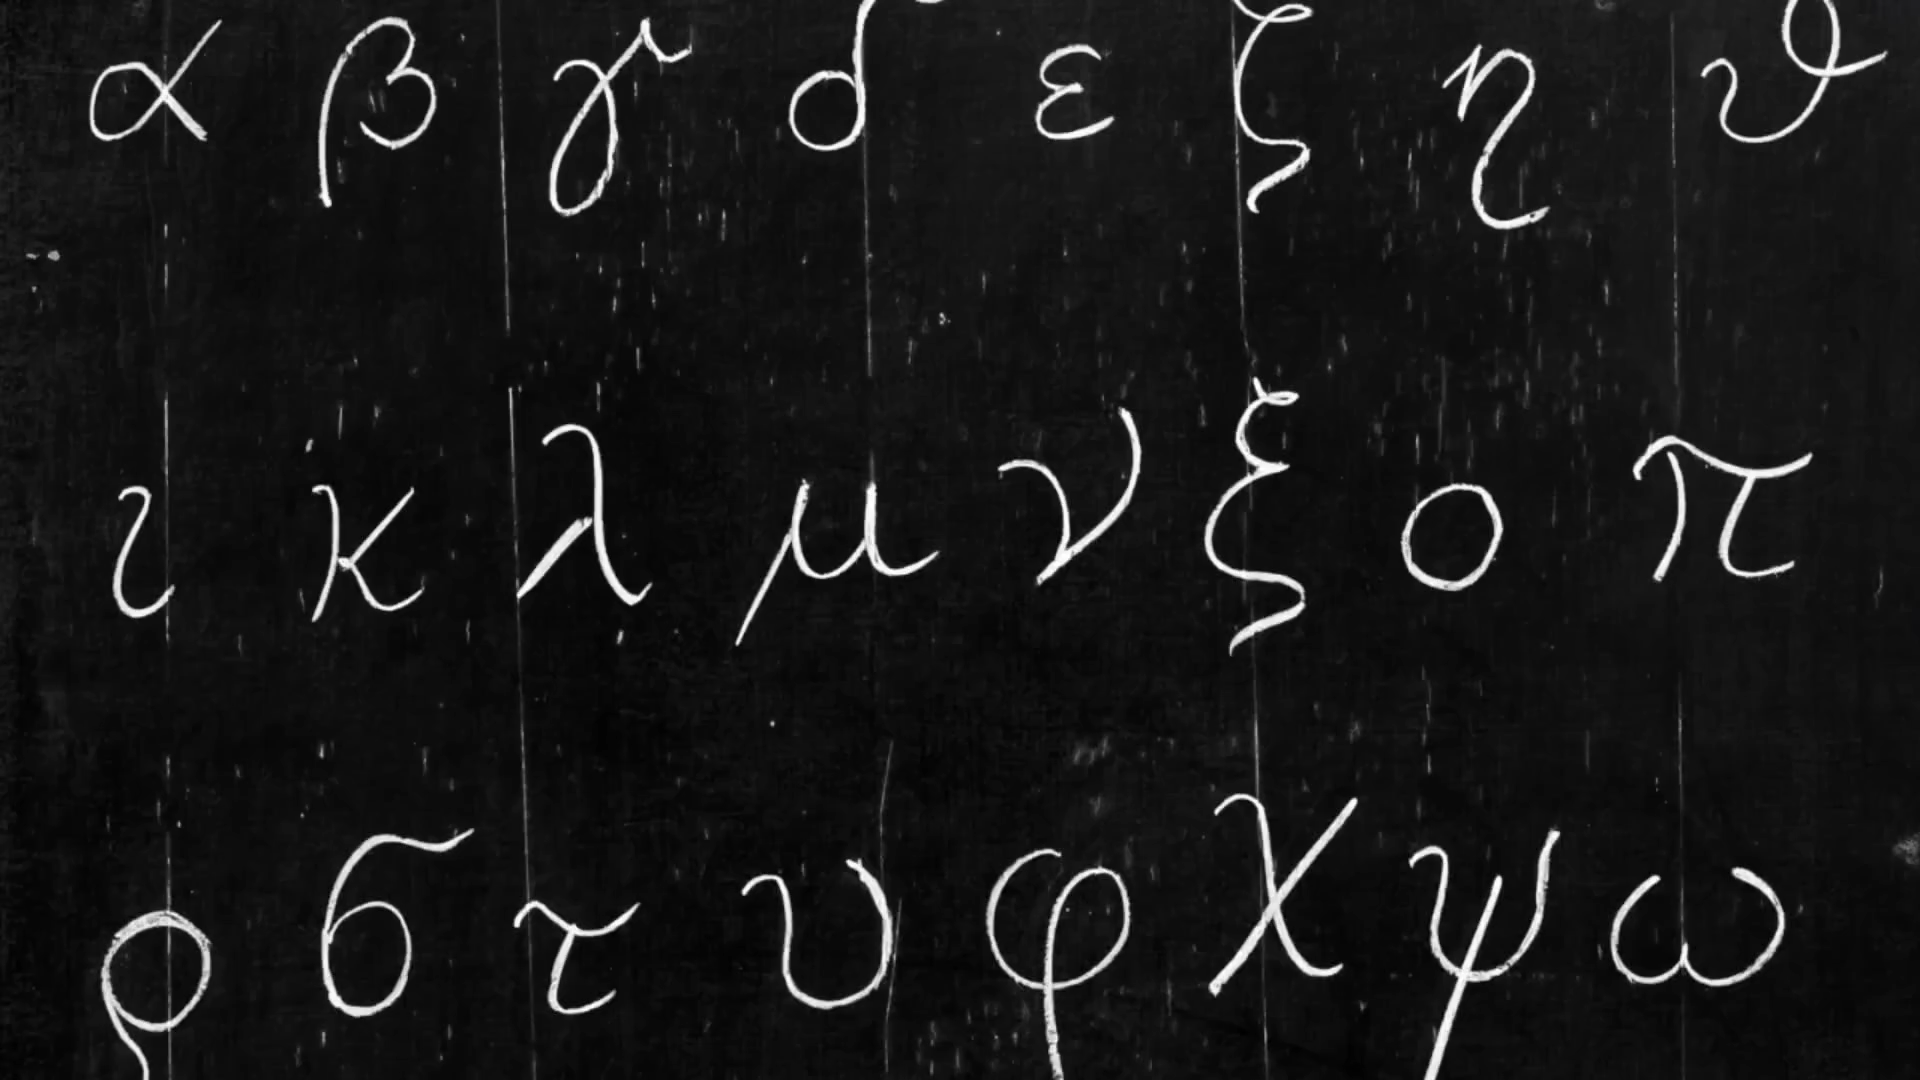 α β γ δ ε ζ η ϑ
ι κ λ μ ν ξ ο π
ρ σ τ υ φ χ ψ ω